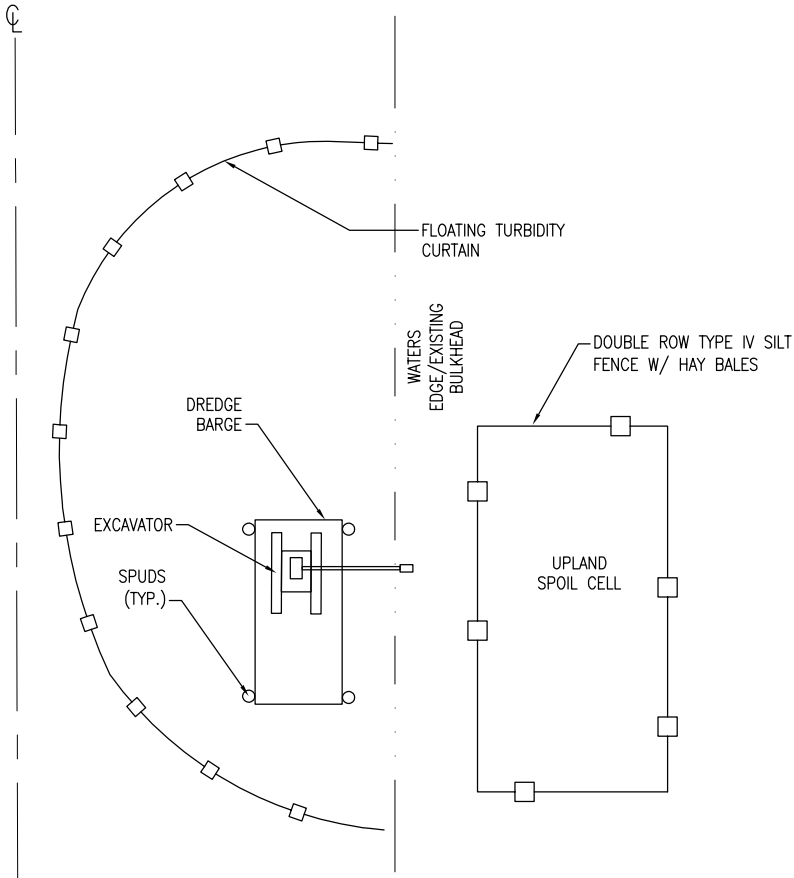 ℄
FLOATING TURBIDITY
CURTAIN
WATERS
EDGE/EXISTING
BULKHEAD
DOUBLE ROW TYPE IV SILT
FENCE W/ HAY BALES
DREDGE
BARGE
EXCAVATOR
SPUDS
(TYP.)
UPLAND
SPOIL CELL